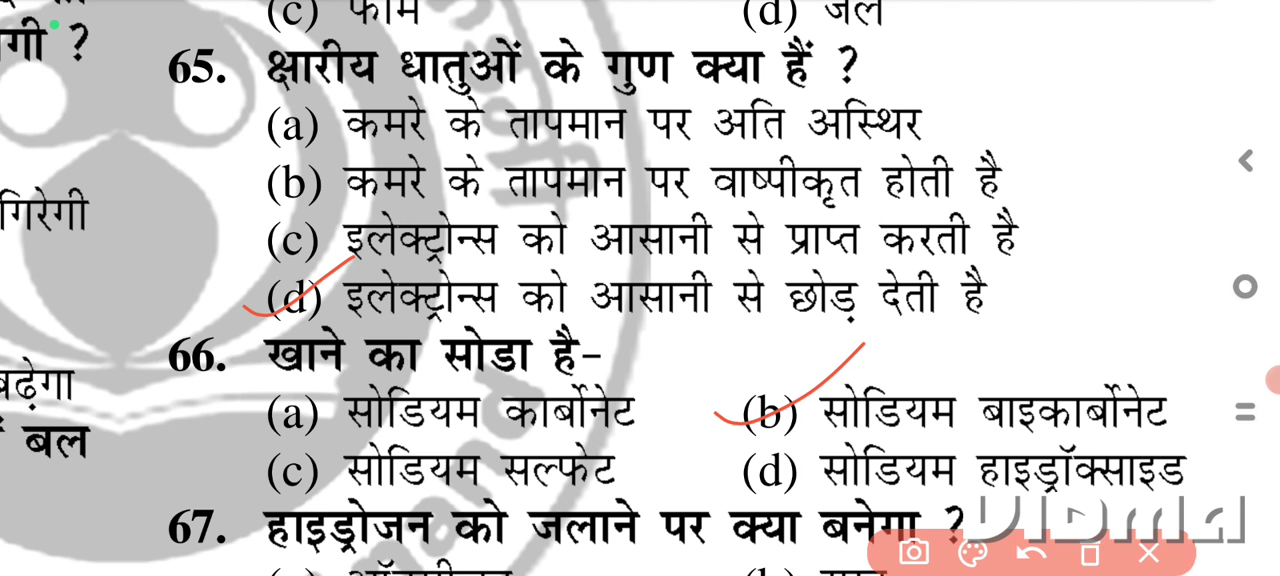 (c) फोम (d) जल
गी ?
65. क्षारीय धातुओं के गुण क्या हैं ?
(a) कमरे के तापमान पर अति अस्थिर
(b) कमरे के तापमान पर वाष्पीकृत होती है
गिरेगी
(c) इलेक्ट्रोन्स को आसानी से प्राप्त करती है
(d) इलेक्ट्रोन्स को आसानी से छोड़ देती है
66. खाने का सोडा है-
बढ़ेगा
(a) सोडियम कार्बोनेट (b) सोडियम बाइकार्बोनेट
बल
(c) सोडियम सल्फेट (d) सोडियम हाइड्रॉक्साइड
67. हाइड्रोजन को जलाने पर क्या बनेगा ?